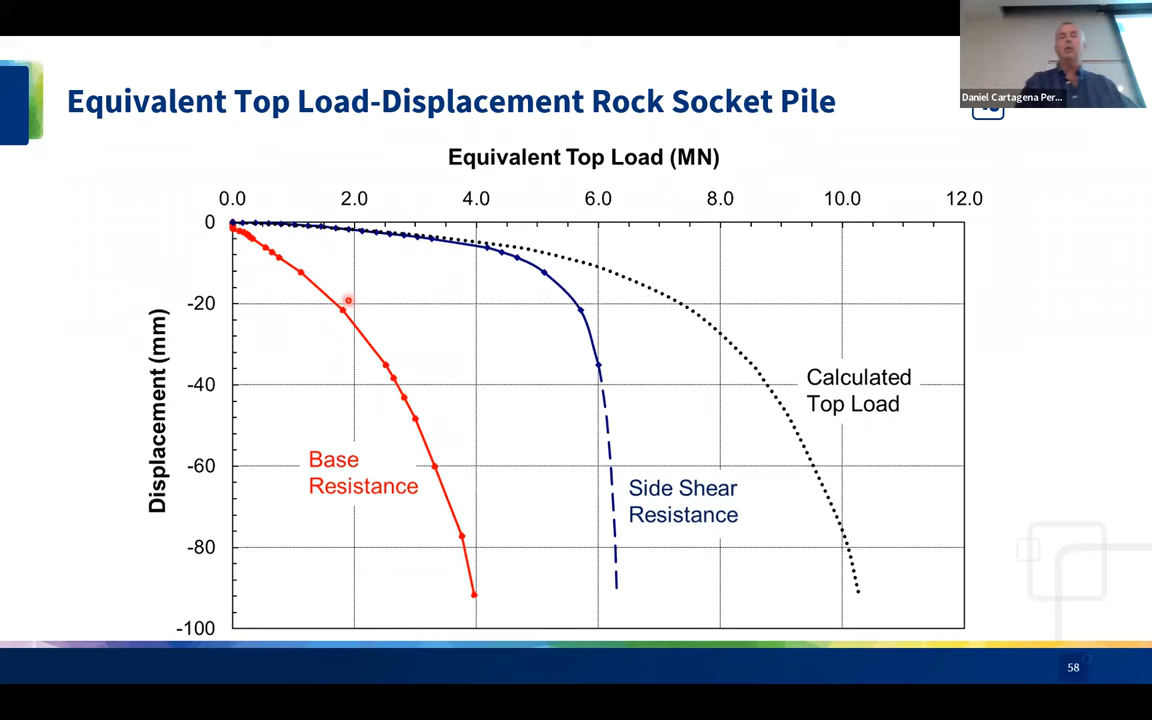 Daniel Cartagena Per...
Equivalent Top Load-Displacement Rock Socket Pile
Equivalent Top Load (MN)
0.0 2.0 4.0 6.0 8.0 10.0 12.0
0
-20
-40
-60
-80
-100
Displacement (mm)
Calculated
Top Load
Base
Resistance
Side Shear
Resistance
58